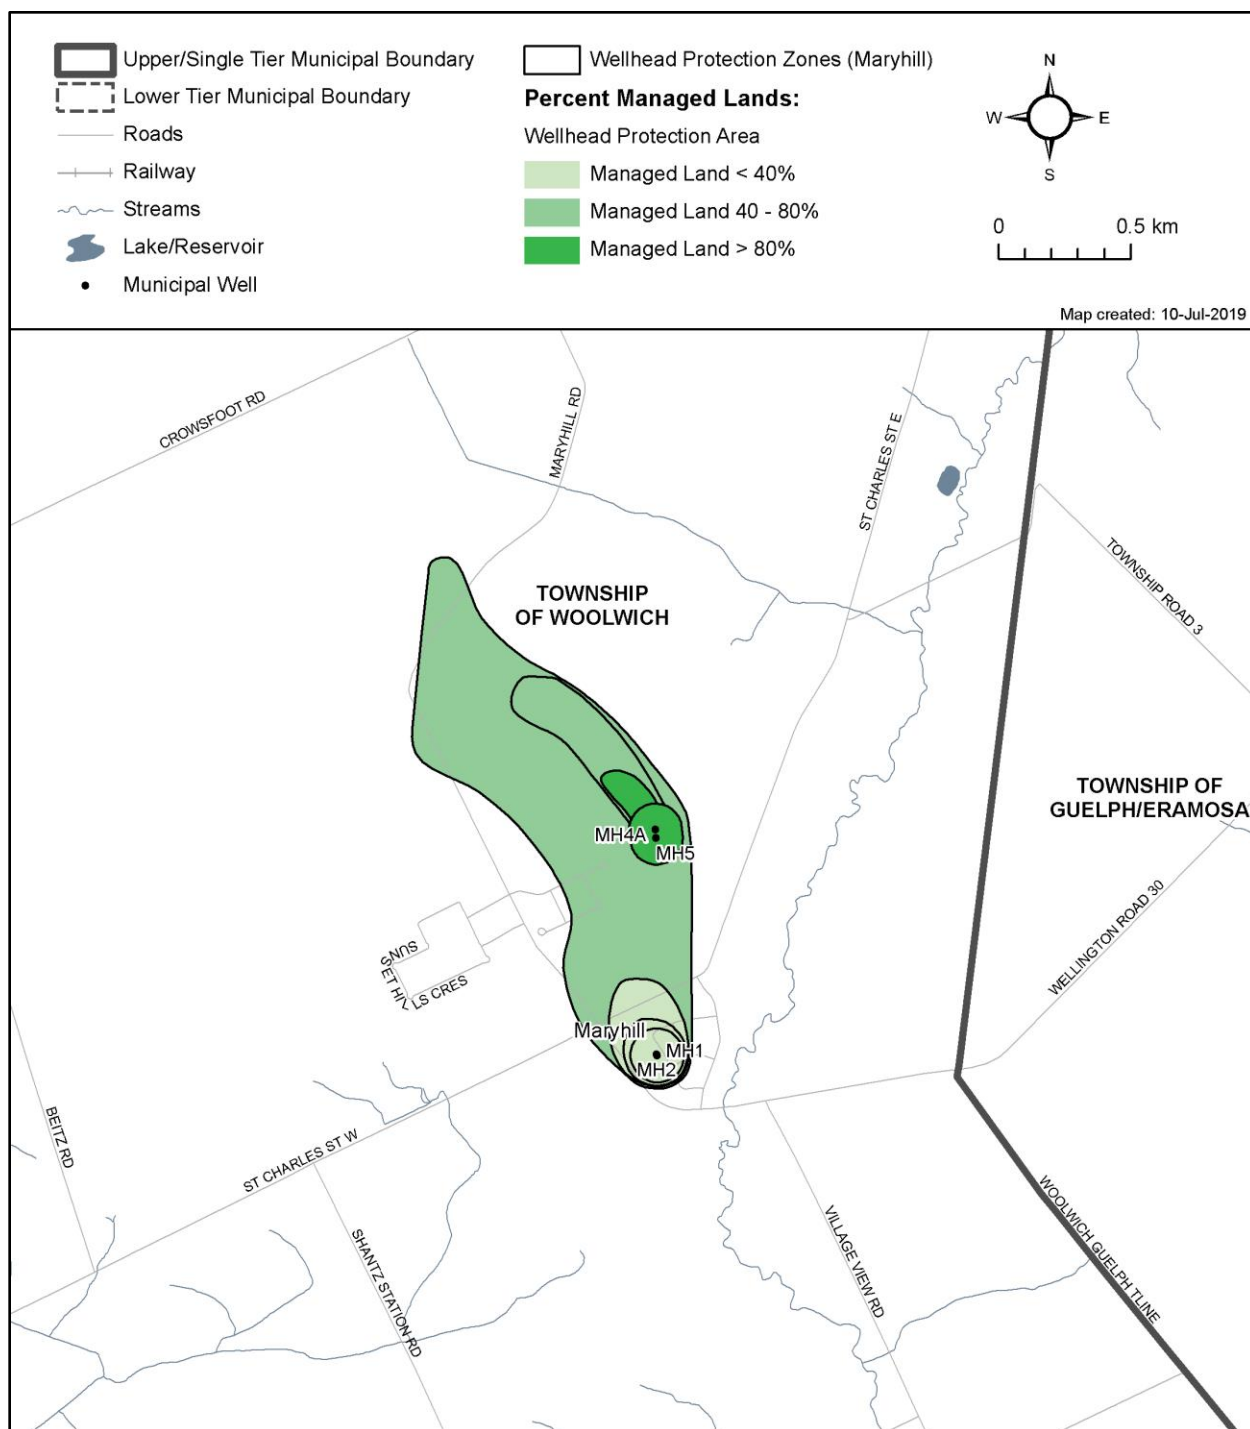 Upper/Single Tier Municipal Boundary
Lower Tier Municipal Boundary
Roads
Railway
Streams
Lake/Reservoir
Municipal Well
Wellhead Protection Zones (Maryhill)
Percent Managed Lands:
Wellhead Protection Area
Managed Land < 40%
Managed Land 40 - 80%
Managed Land > 80%
N
W
E
S
0
0.5 km
Map created: 10-Jul-2019
CROWSFOOT RD
MARYHILL RD
ST CHARLES ST E
TOWNSHIP ROAD 3
TOWNSHIP
OF WOOLWICH
TOWNSHIP OF
GUELPH/ERAMOSA
MH4A
MH5
WELLINGTON ROAD 30
SUNSET HILLS CRES
Maryhill
MH1
MH2
BEITZ RD
ST CHARLES ST W
SHANTZ STATION RD
VILLAGE VIEW RD
WOOLWICH GUELPH TLINE